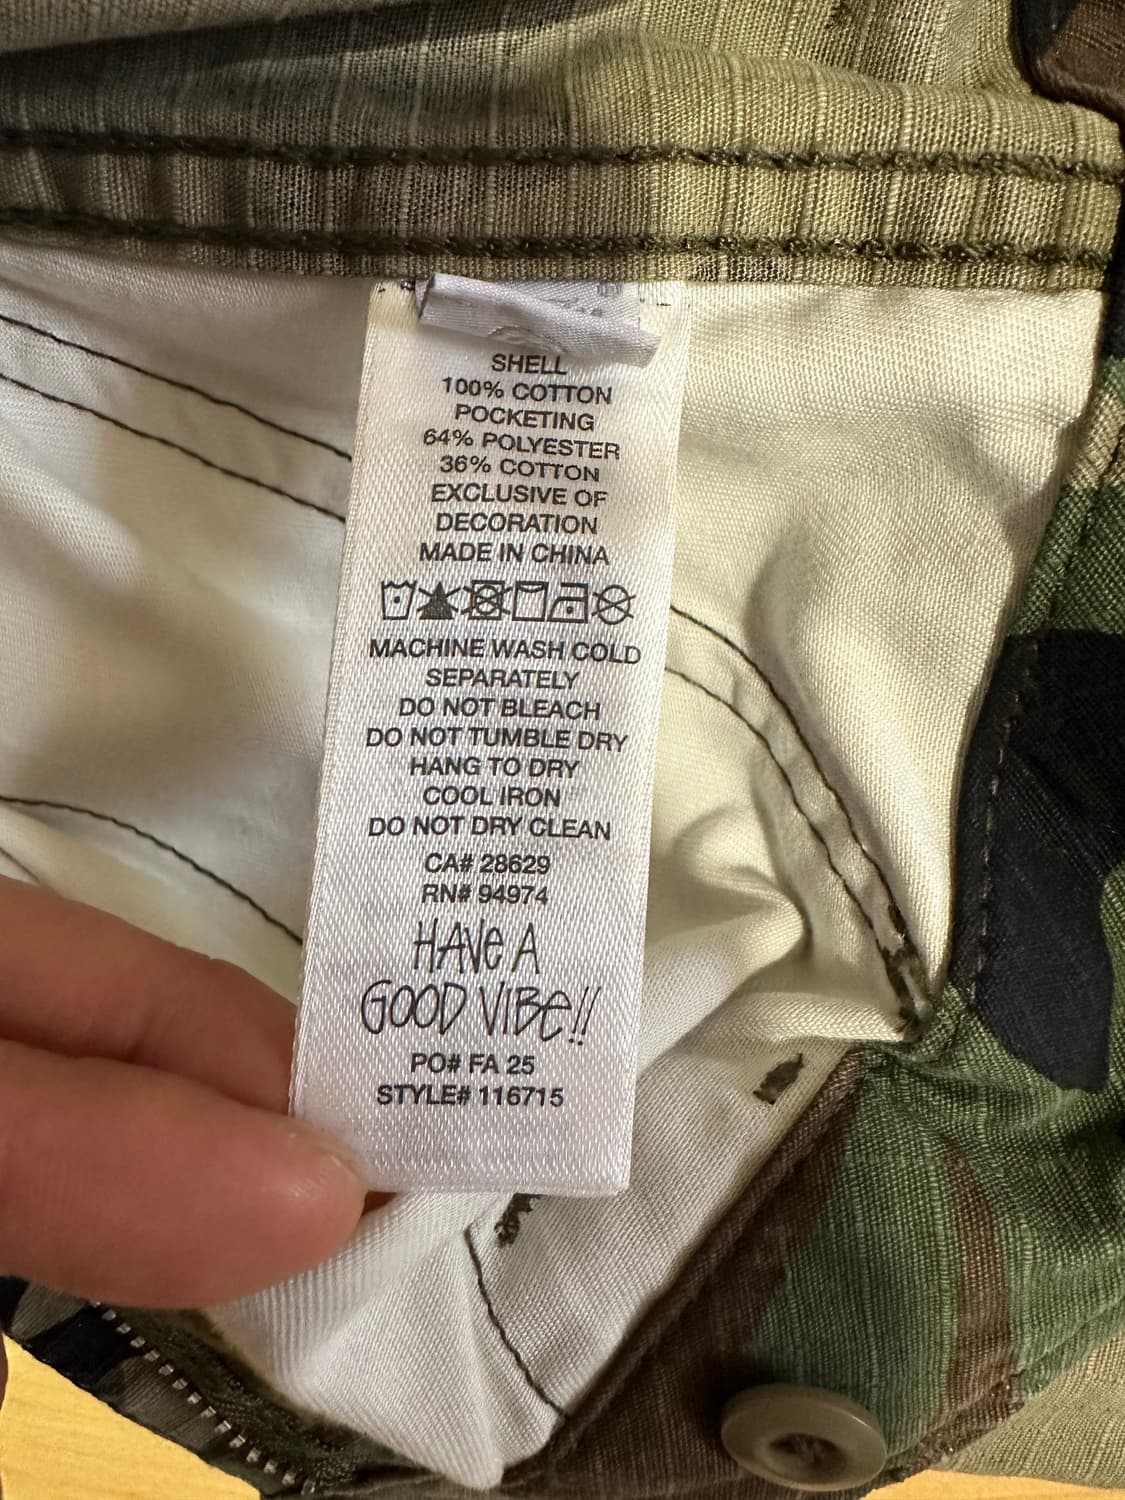 SHELL
100% COTTON
POCKETING
64% POLYESTER
36% COTTON
EXCLUSIVE OF
DECORATION
MADE IN CHINA
MACHINE WASH COLD
SEPARATELY
DO NOT BLEACH
DO NOT TUMBLE DRY
HANG TO DRY
COOL IRON
DO NOT DRY CLEAN
CA# 28629
RN# 94974
HAVE A
GOOD VIBE!!
PO# FA 25
STYLE# 116715